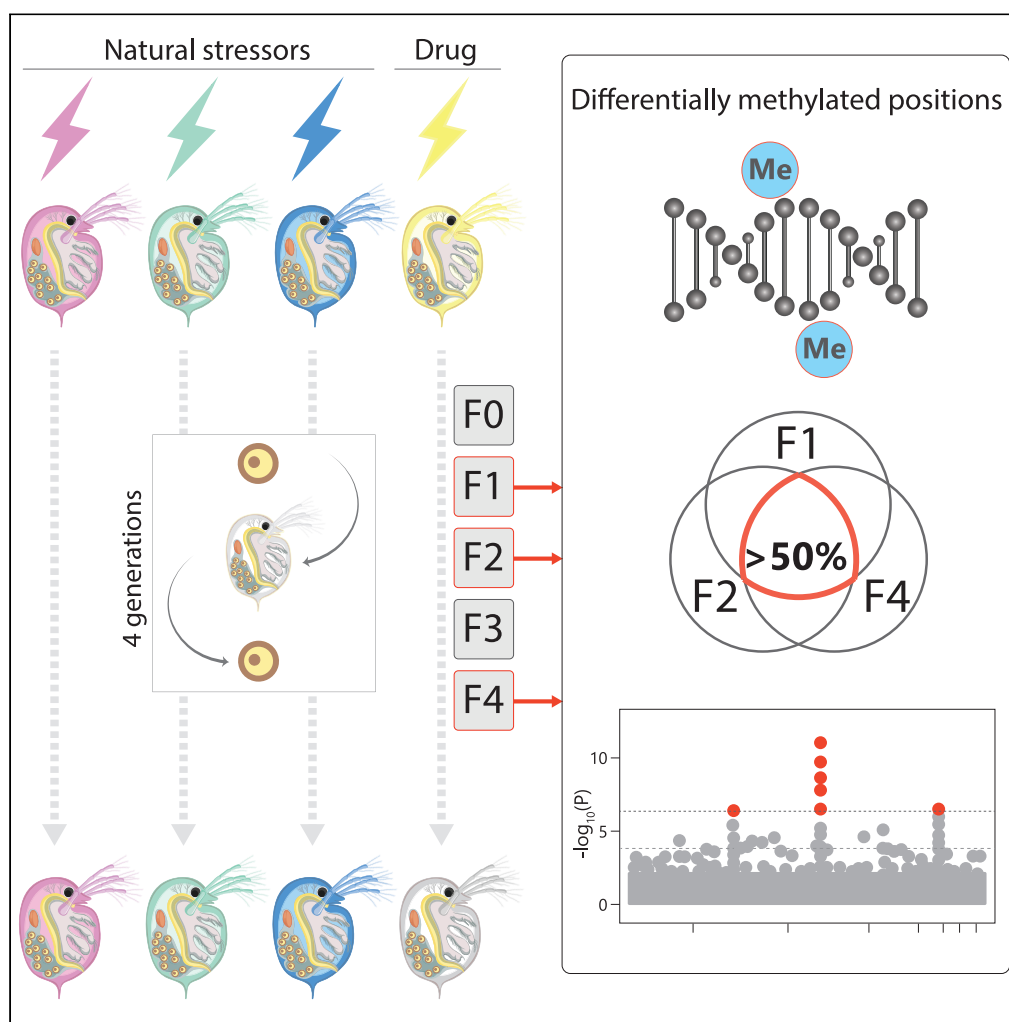 Natural stressors
Drug
4 generations
F0
F1
F2
F3
F4
Differentially methylated positions
Me
Me
F1
>50%
F2
F4
-log10(P)
10
5
0